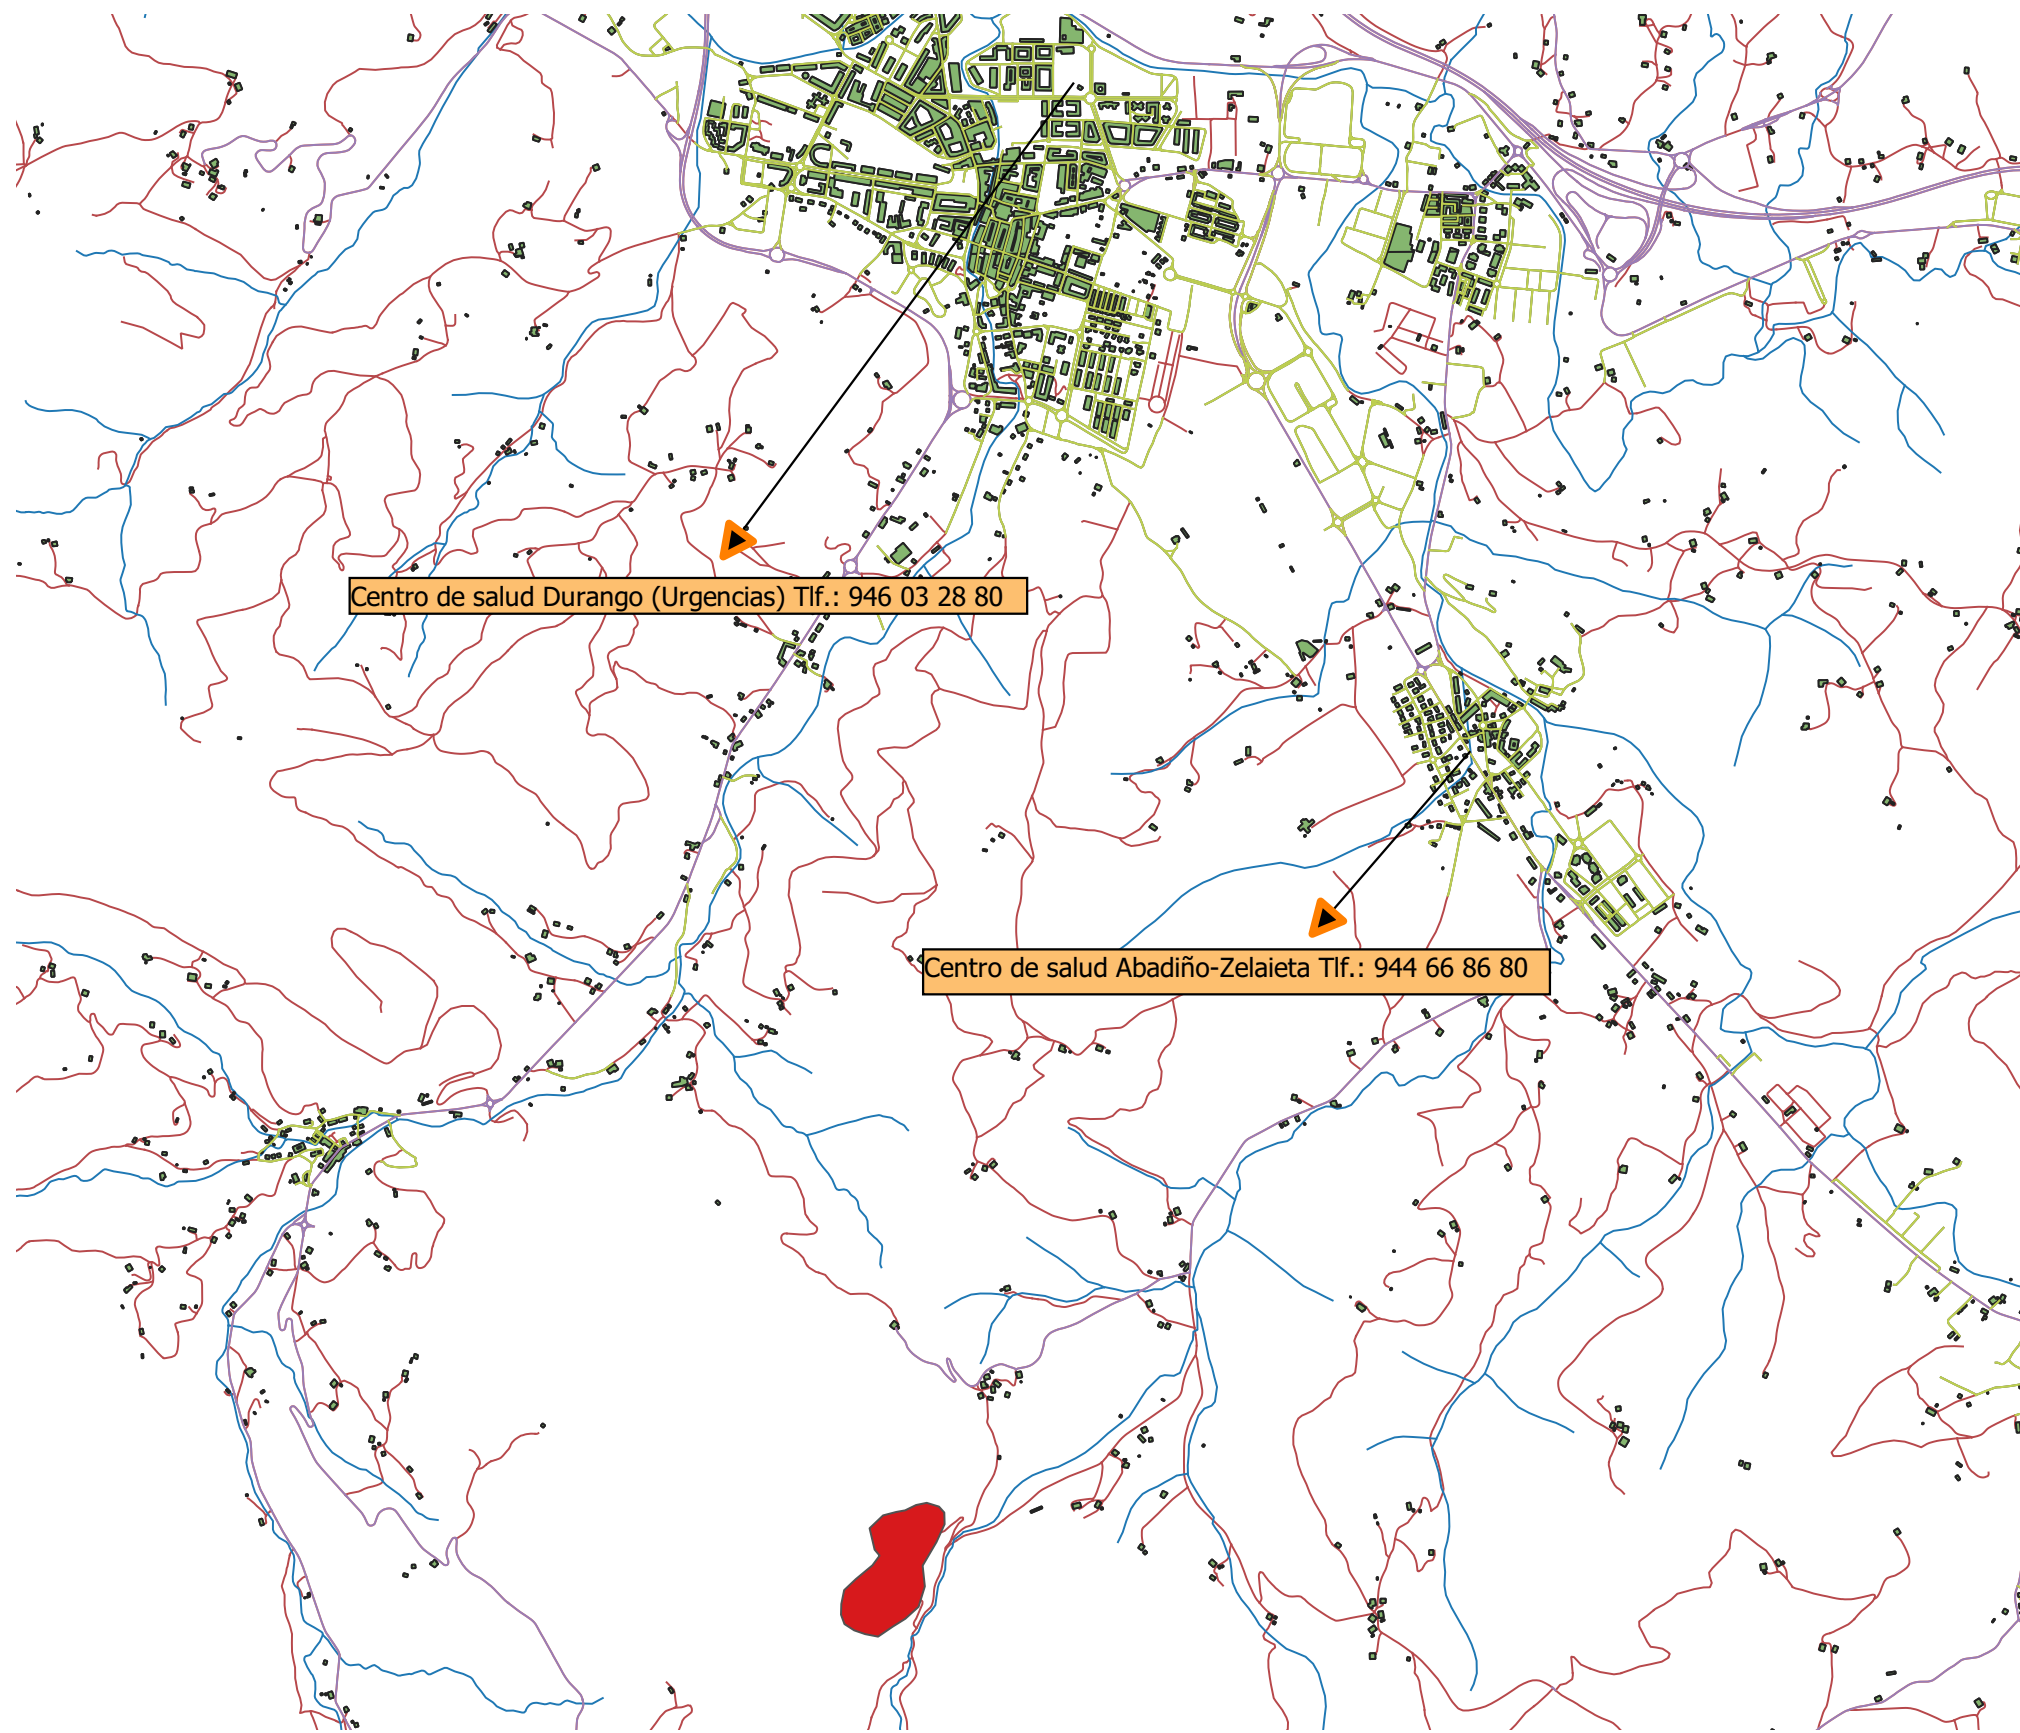 Centro de salud Durango (Urgencias) Tlf.: 946 03 28 80
Centro de salud Abadiño-Zelaieta Tlf.: 944 66 86 80